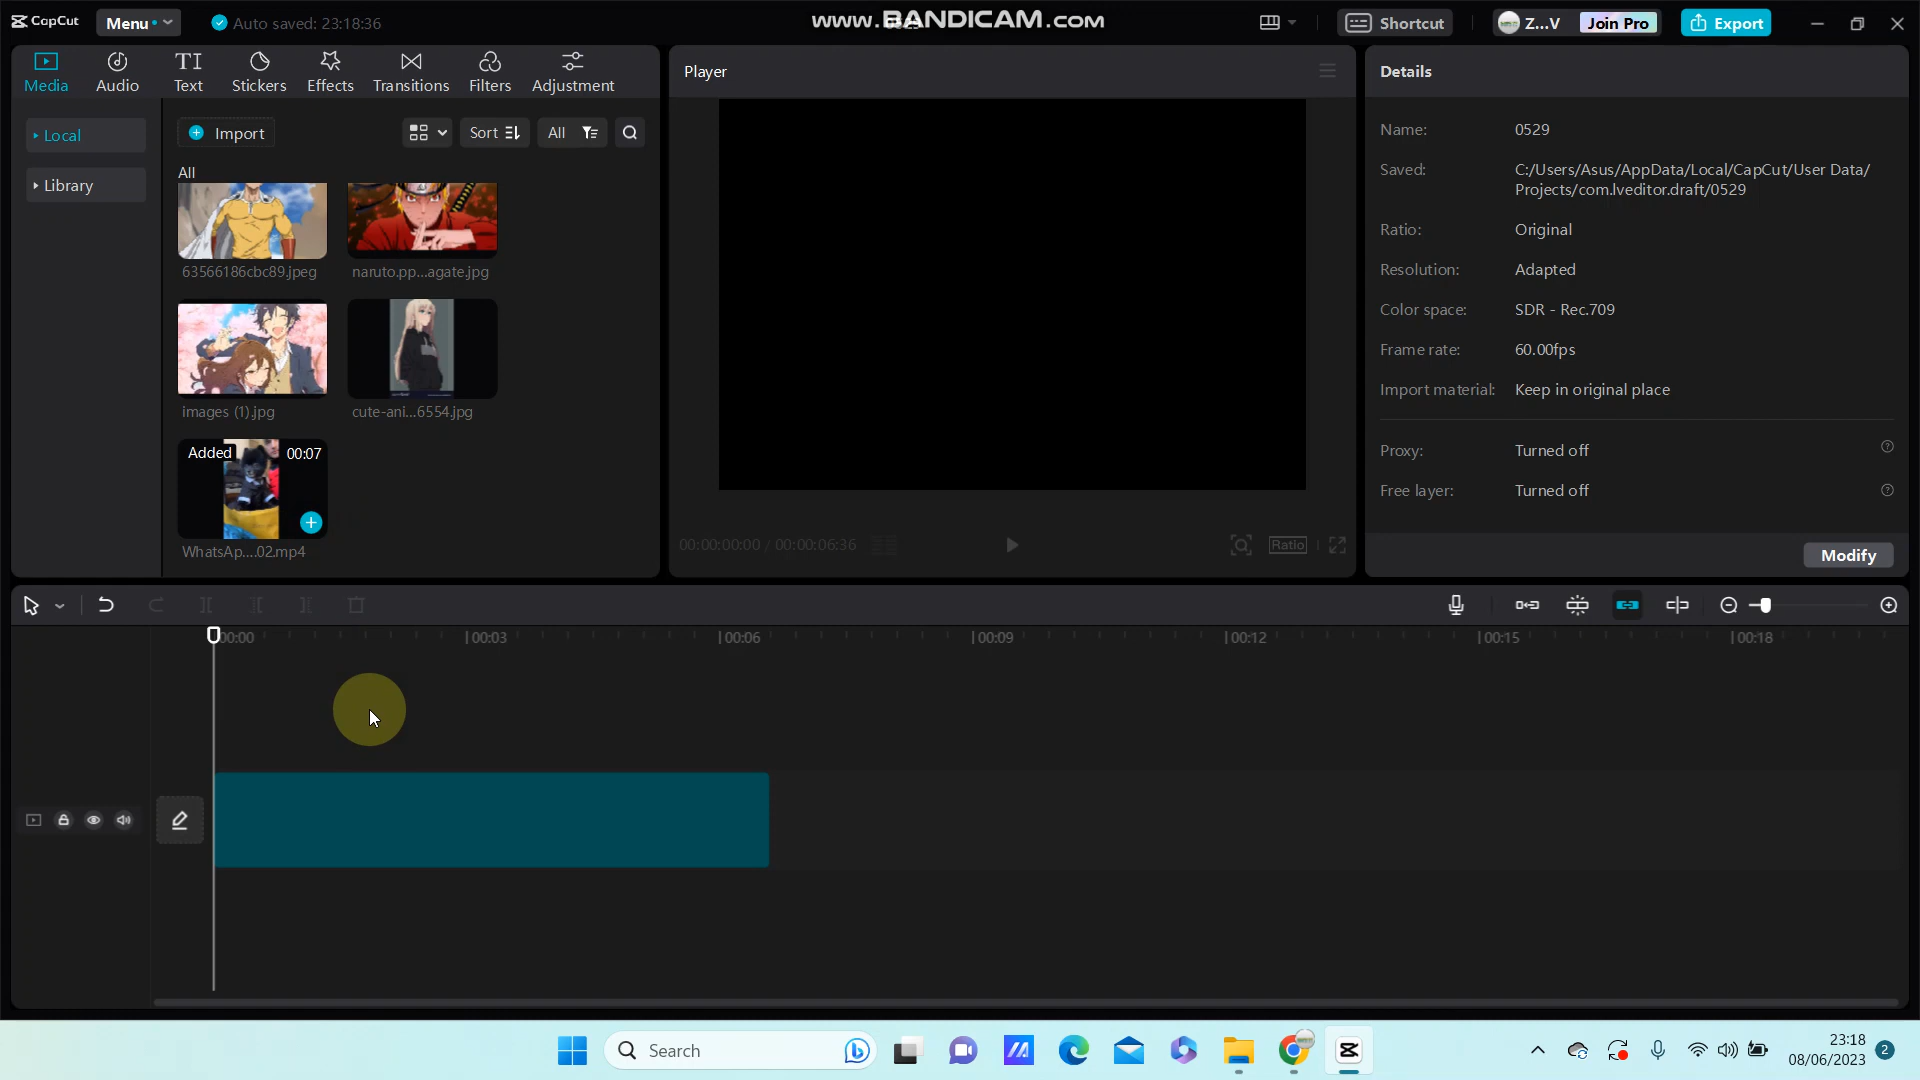 CapCut
Menu
Auto saved: 23:18:36
www.BANDICAM.com
Shortcut
Z...V
Join Pro
Export
Media
Audio
Text
Stickers
Effects
Transitions
Filters
Adjustment
Player
Details
Local
Library
Import
Sort
All
All
63566186cbc89.jpeg
naruto.pp...agate.jpg
images (1).jpg
cute-ani...6554.jpg
Added
00:07
WhatsAp....02.mp4
00:00:00:00 / 00:00:06:36
Ratio
Name: 0529
Saved: C:/Users/Asus/AppData/Local/CapCut/User Data/
Projects/com.lveditor.draft/0529
Ratio: Original
Resolution: Adapted
Color space: SDR - Rec.709
Frame rate: 60.00fps
Import material: Keep in original place
Proxy: Turned off
Free layer: Turned off
Modify
00:00
00:03
00:06
00:09
00:12
00:15
00:18
Search
23:18
08/06/2023
2